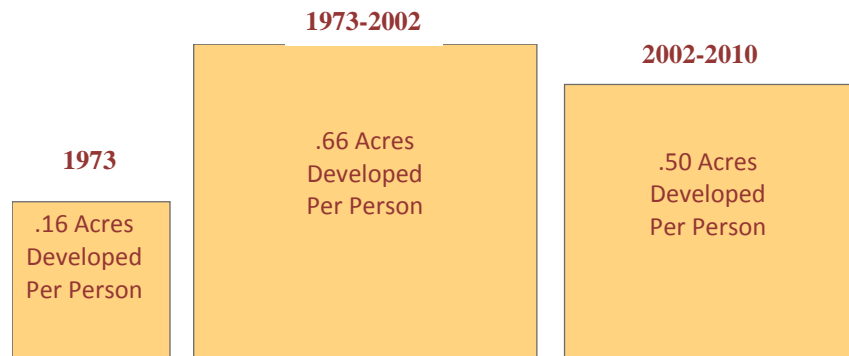 1973
.16 Acres
Developed
Per Person
1973-2002
.66 Acres
Developed
Per Person
2002-2010
.50 Acres
Developed
Per Person